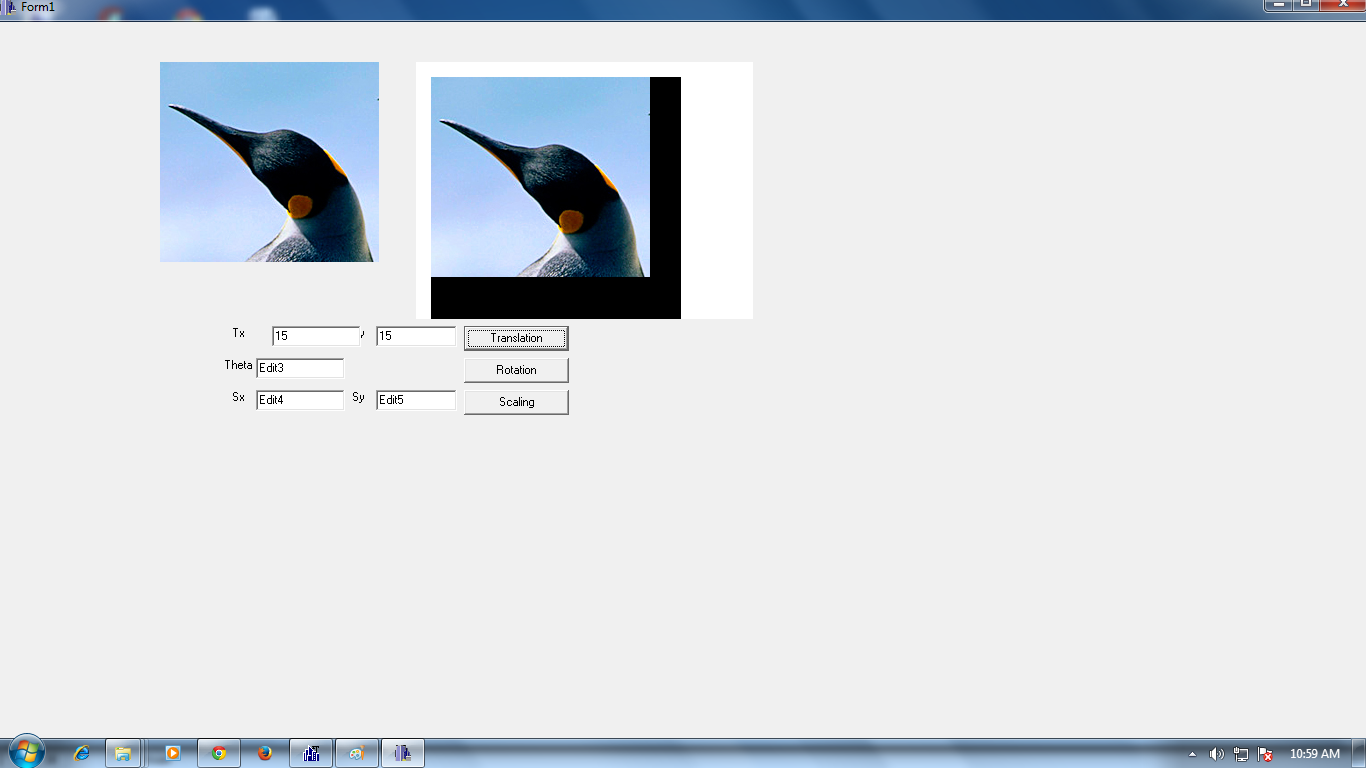 Form1
Tx 15 15 Translation
Theta Edit3 Rotation
Sx Edit4 Sy Edit5 Scaling
10:59 AM